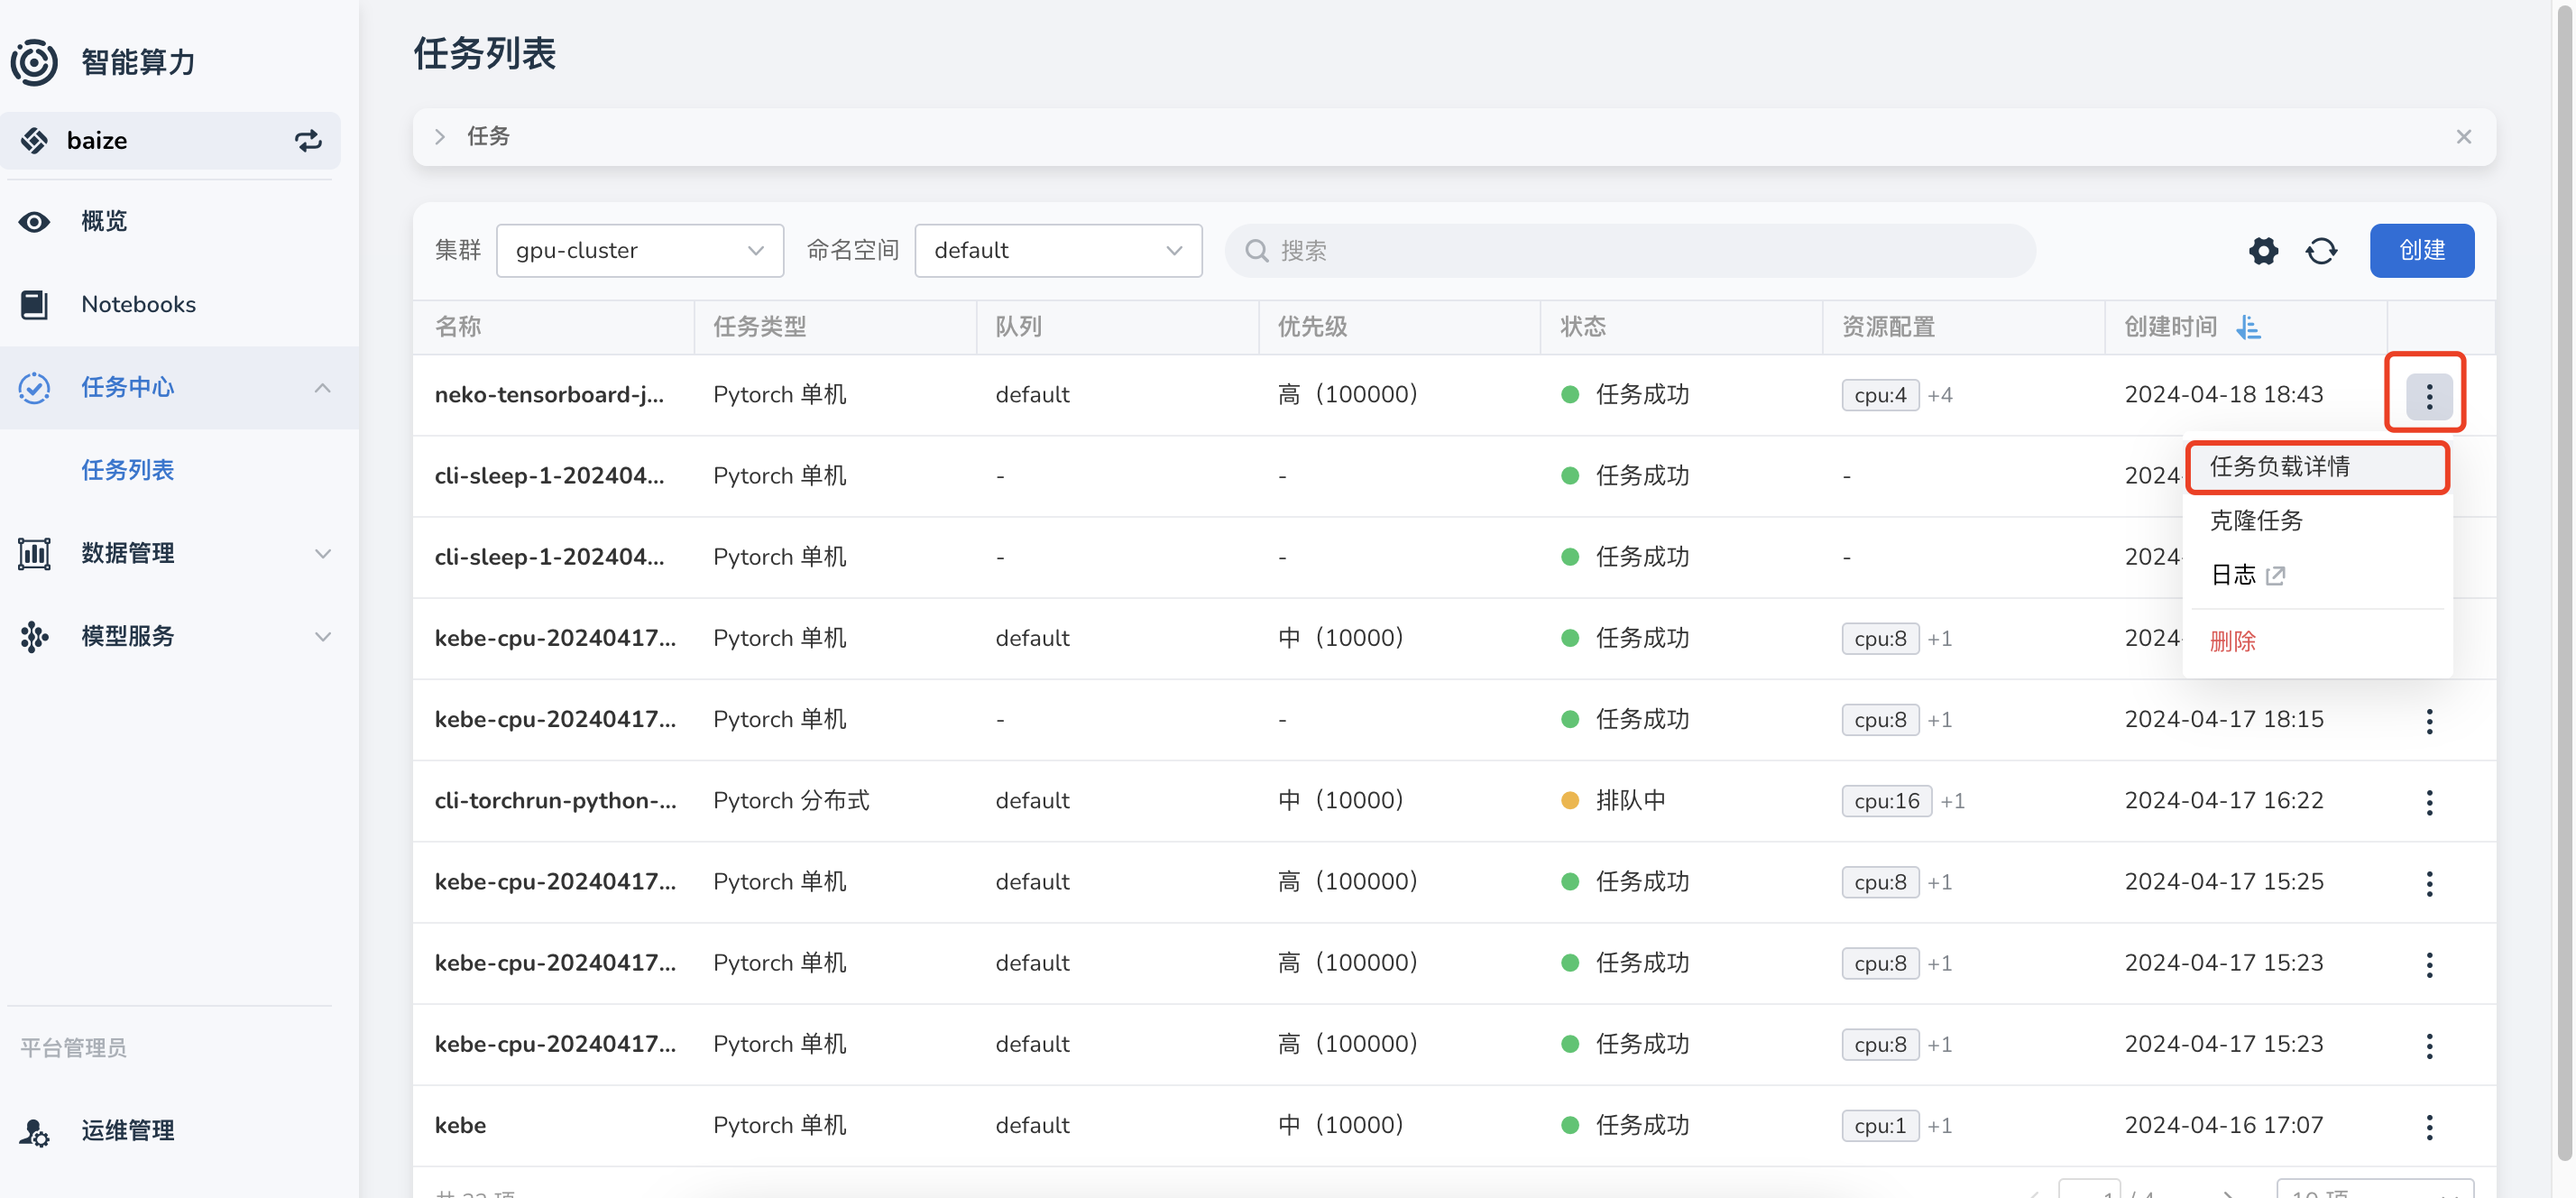 智能算力
baize
概览
Notebooks
任务中心
任务列表
数据管理
模型服务
平台管理员
运维管理
任务列表
任务
集群 gpu-cluster 命名空间 default 搜索 创建
名称 任务类型 队列 优先级 状态 资源配置 创建时间
neko-tensorboard-j... Pytorch 单机 default 高（100000） 任务成功 cpu:4 +4 2024-04-18 18:43
cli-sleep-1-202404... Pytorch 单机 - - 任务成功 - 2024-
cli-sleep-1-202404... Pytorch 单机 - - 任务成功 - 2024-
kebe-cpu-20240417... Pytorch 单机 default 中（10000） 任务成功 cpu:8 +1 2024-
kebe-cpu-20240417... Pytorch 单机 - - 任务成功 cpu:8 +1 2024-04-17 18:15
cli-torchrun-python-... Pytorch 分布式 default 中（10000） 排队中 cpu:16 +1 2024-04-17 16:22
kebe-cpu-20240417... Pytorch 单机 default 高（100000） 任务成功 cpu:8 +1 2024-04-17 15:25
kebe-cpu-20240417... Pytorch 单机 default 高（100000） 任务成功 cpu:8 +1 2024-04-17 15:23
kebe-cpu-20240417... Pytorch 单机 default 高（100000） 任务成功 cpu:8 +1 2024-04-17 15:23
kebe Pytorch 单机 default 中（10000） 任务成功 cpu:1 +1 2024-04-16 17:07
任务负载详情
克隆任务
日志
删除